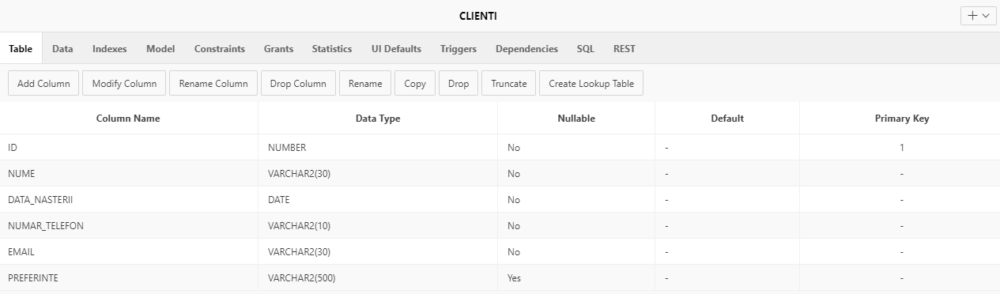 CLIENTI
Table Data Indexes Model Constraints Grants Statistics UI Defaults Triggers Dependencies SQL REST
Add Column Modify Column Rename Column Drop Column Rename Copy Drop Truncate Create Lookup Table
Column Name Data Type Nullable Default Primary Key
ID NUMBER No - 1
NUME VARCHAR2(30) No - -
DATA_NASTERII DATE No - -
NUMAR_TELEFON VARCHAR2(10) No - -
EMAIL VARCHAR2(30) No - -
PREFERINTE VARCHAR2(500) Yes - -